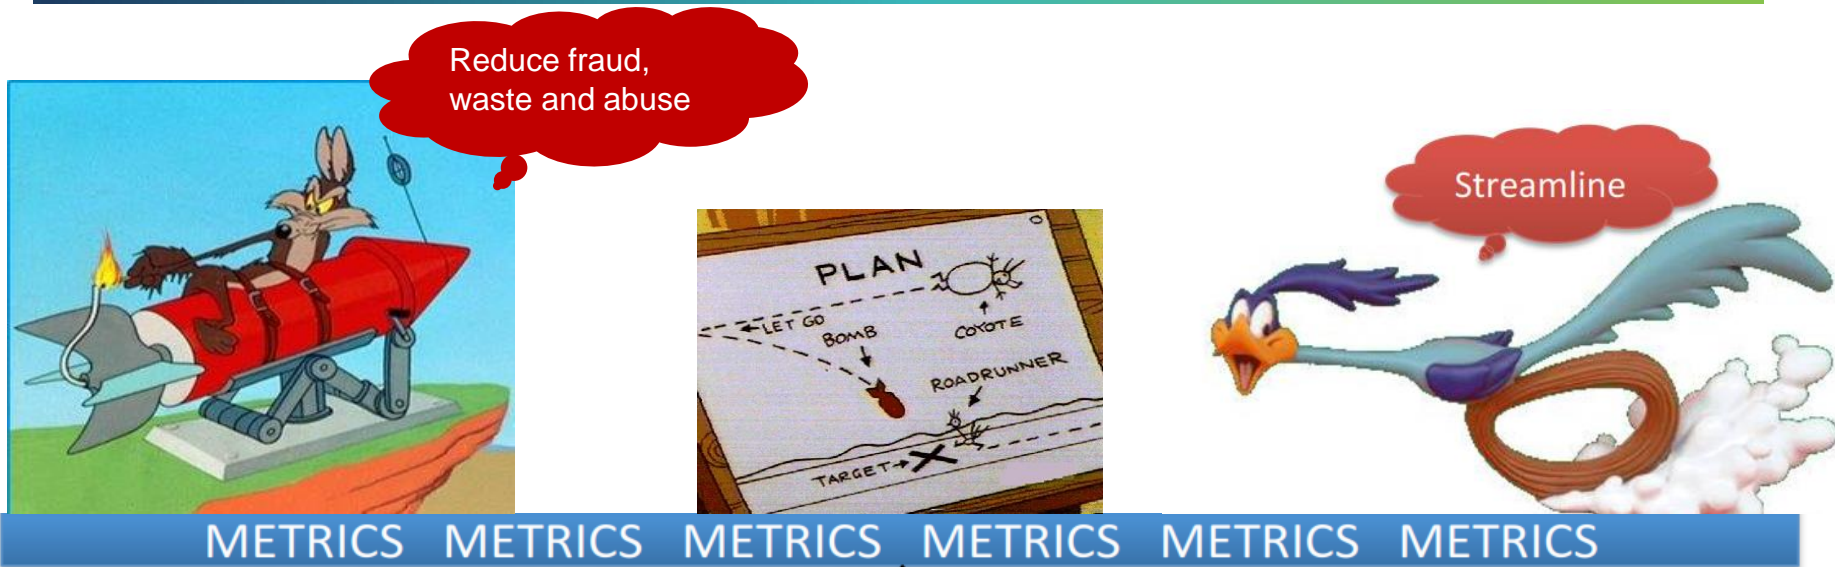 Reduce fraud,
waste and abuse
Streamline
PLAN
LET GO
BOMB
COYOTE
ROADRUNNER
TARGET
METRICS METRICS METRICS METRICS METRICS METRICS